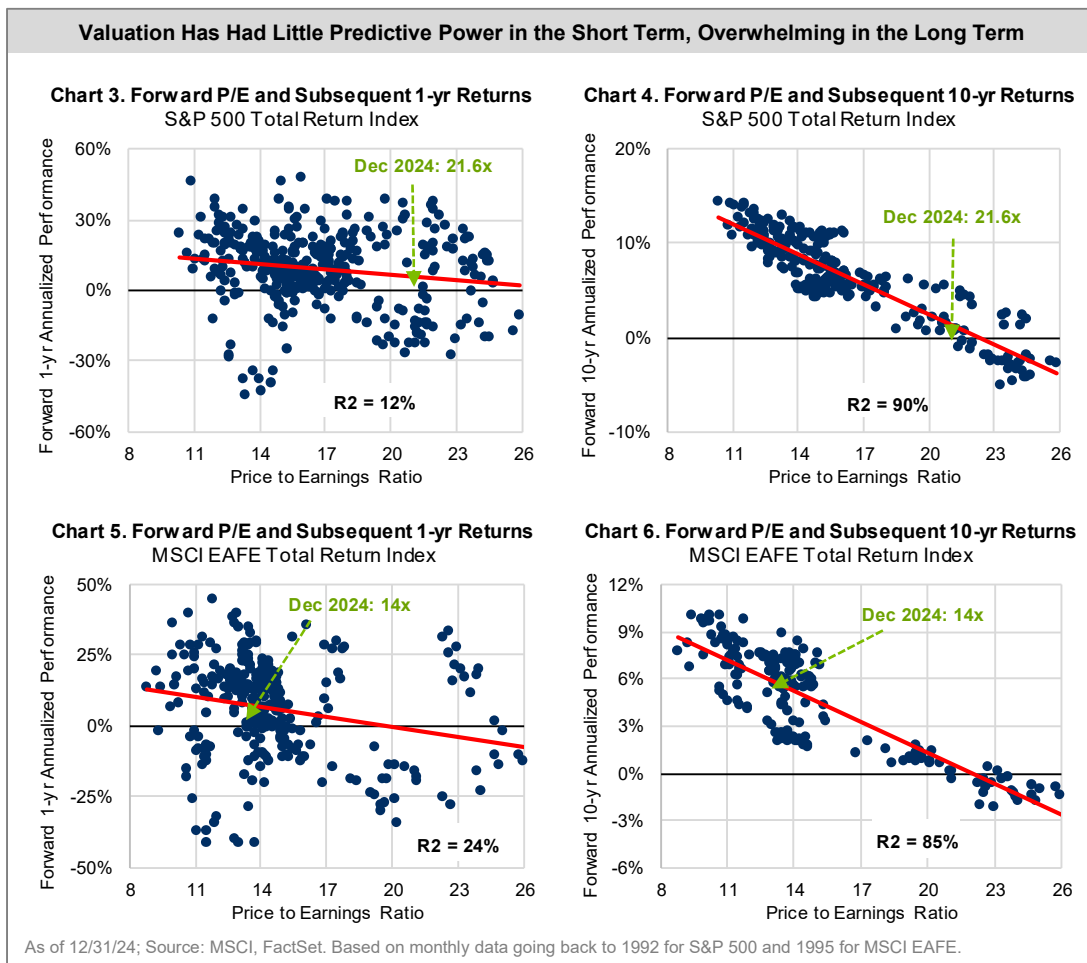 Valuation Has Had Little Predictive Power in the Short Term, Overwhelming in the Long Term
Chart 3. Forward P/E and Subsequent 1-yr Returns
S&P 500 Total Return Index
Forward 1-yr Annualized Performance
60%
30%
0%
-30%
-60%
Dec 2024: 21.6x
R2 = 12%
8 11 14 17 20 23 26
Price to Earnings Ratio
Chart 4. Forward P/E and Subsequent 10-yr Returns
S&P 500 Total Return Index
Forward 10-yr Annualized Performance
20%
10%
0%
-10%
Dec 2024: 21.6x
R2 = 90%
8 11 14 17 20 23 26
Price to Earnings Ratio
Chart 5. Forward P/E and Subsequent 1-yr Returns
MSCI EAFE Total Return Index
Forward 1-yr Annualized Performance
50%
25%
0%
-25%
-50%
Dec 2024: 14x
R2 = 24%
8 11 14 17 20 23 26
Price to Earnings Ratio
Chart 6. Forward P/E and Subsequent 10-yr Returns
MSCI EAFE Total Return Index
Forward 10-yr Annualized Performance
12%
9%
6%
3%
0%
-3%
-6%
Dec 2024: 14x
R2 = 85%
8 11 14 17 20 23 26
Price to Earnings Ratio
As of 12/31/24; Source: MSCI, FactSet. Based on monthly data going back to 1992 for S&P 500 and 1995 for MSCI EAFE.